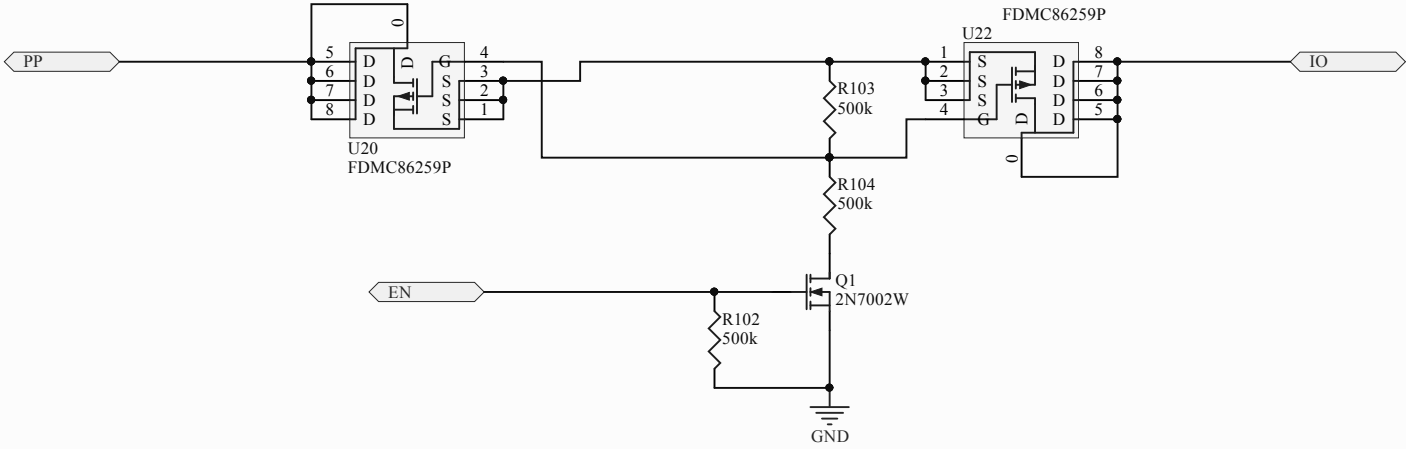 FDMC86259P
U22
PP
IO
0
5 D D G 4
6 D S 3
7 D S 2
8 D S 1
U20
FDMC86259P
R103
500k
1 S D 8
2 S D 7
3 S D 6
4 G D D 5
0
R104
500k
EN
Q1
2N7002W
R102
500k
GND